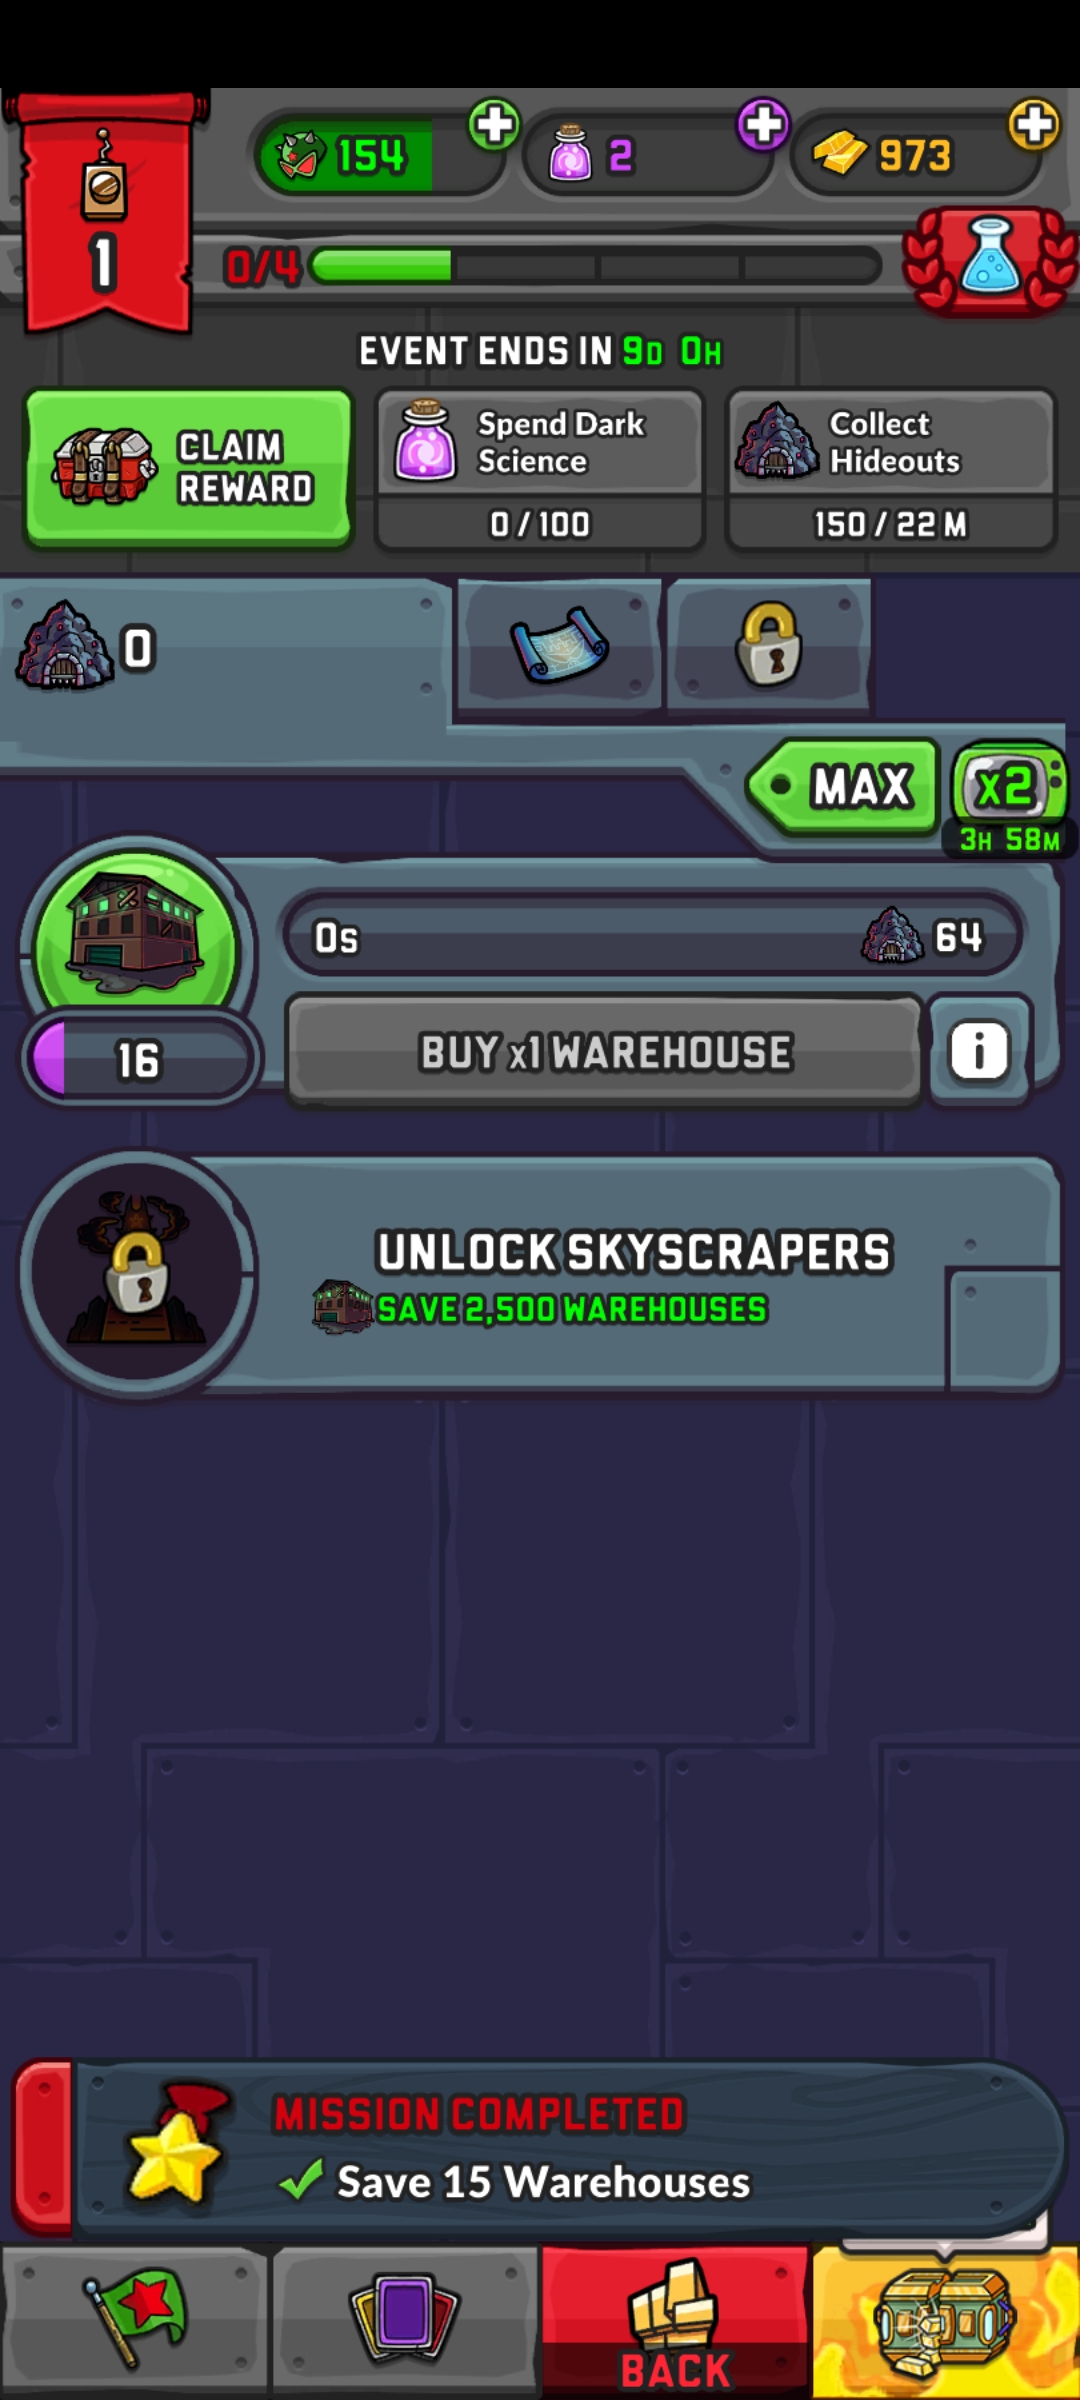 154
2
973
1
0/4
EVENT ENDS IN 9D 0H
CLAIM
REWARD
Spend Dark
Science
0 / 100
Collect
Hideouts
150 / 22 M
0
MAX
x2
3H 58M
0s
64
16
BUY x1 WAREHOUSE
i
UNLOCK SKYSCRAPERS
SAVE 2,500 WAREHOUSES
MISSION COMPLETED
Save 15 Warehouses
BACK